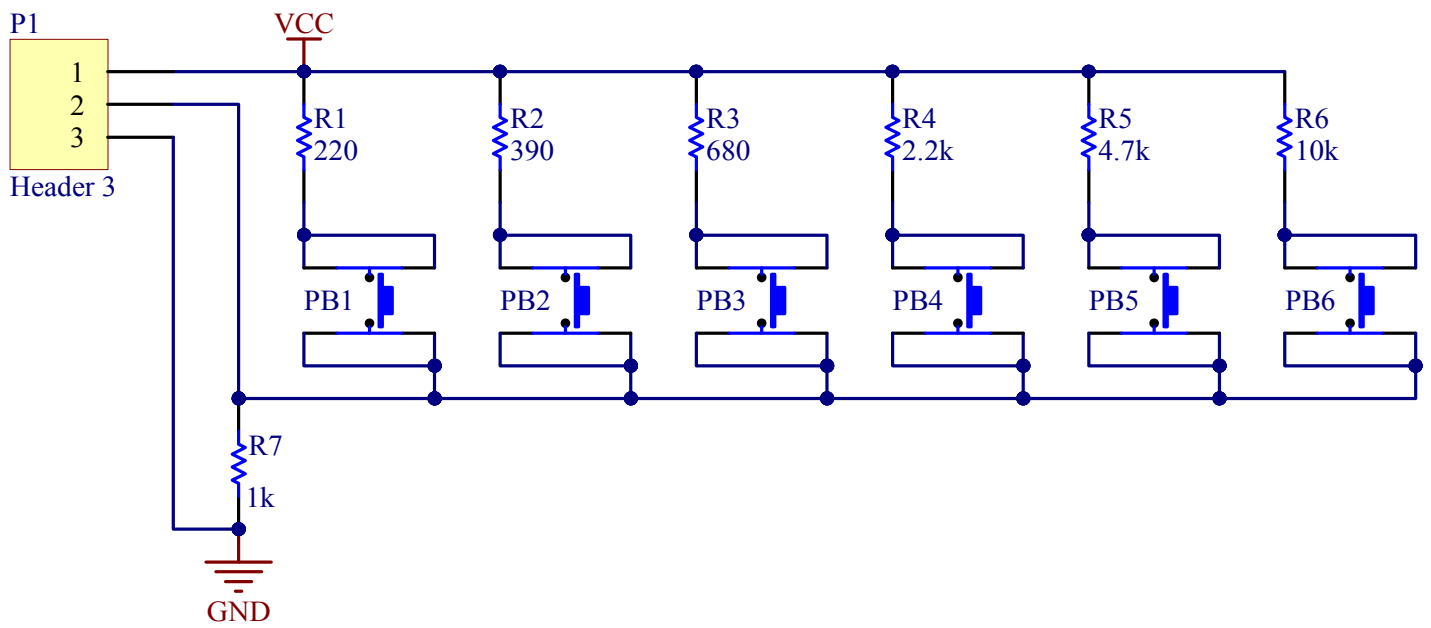 P1
VCC
1
2
3
Header 3
R1
220
R2
390
R3
680
R4
2.2k
R5
4.7k
R6
10k
PB1
PB2
PB3
PB4
PB5
PB6
R7
1k
GND